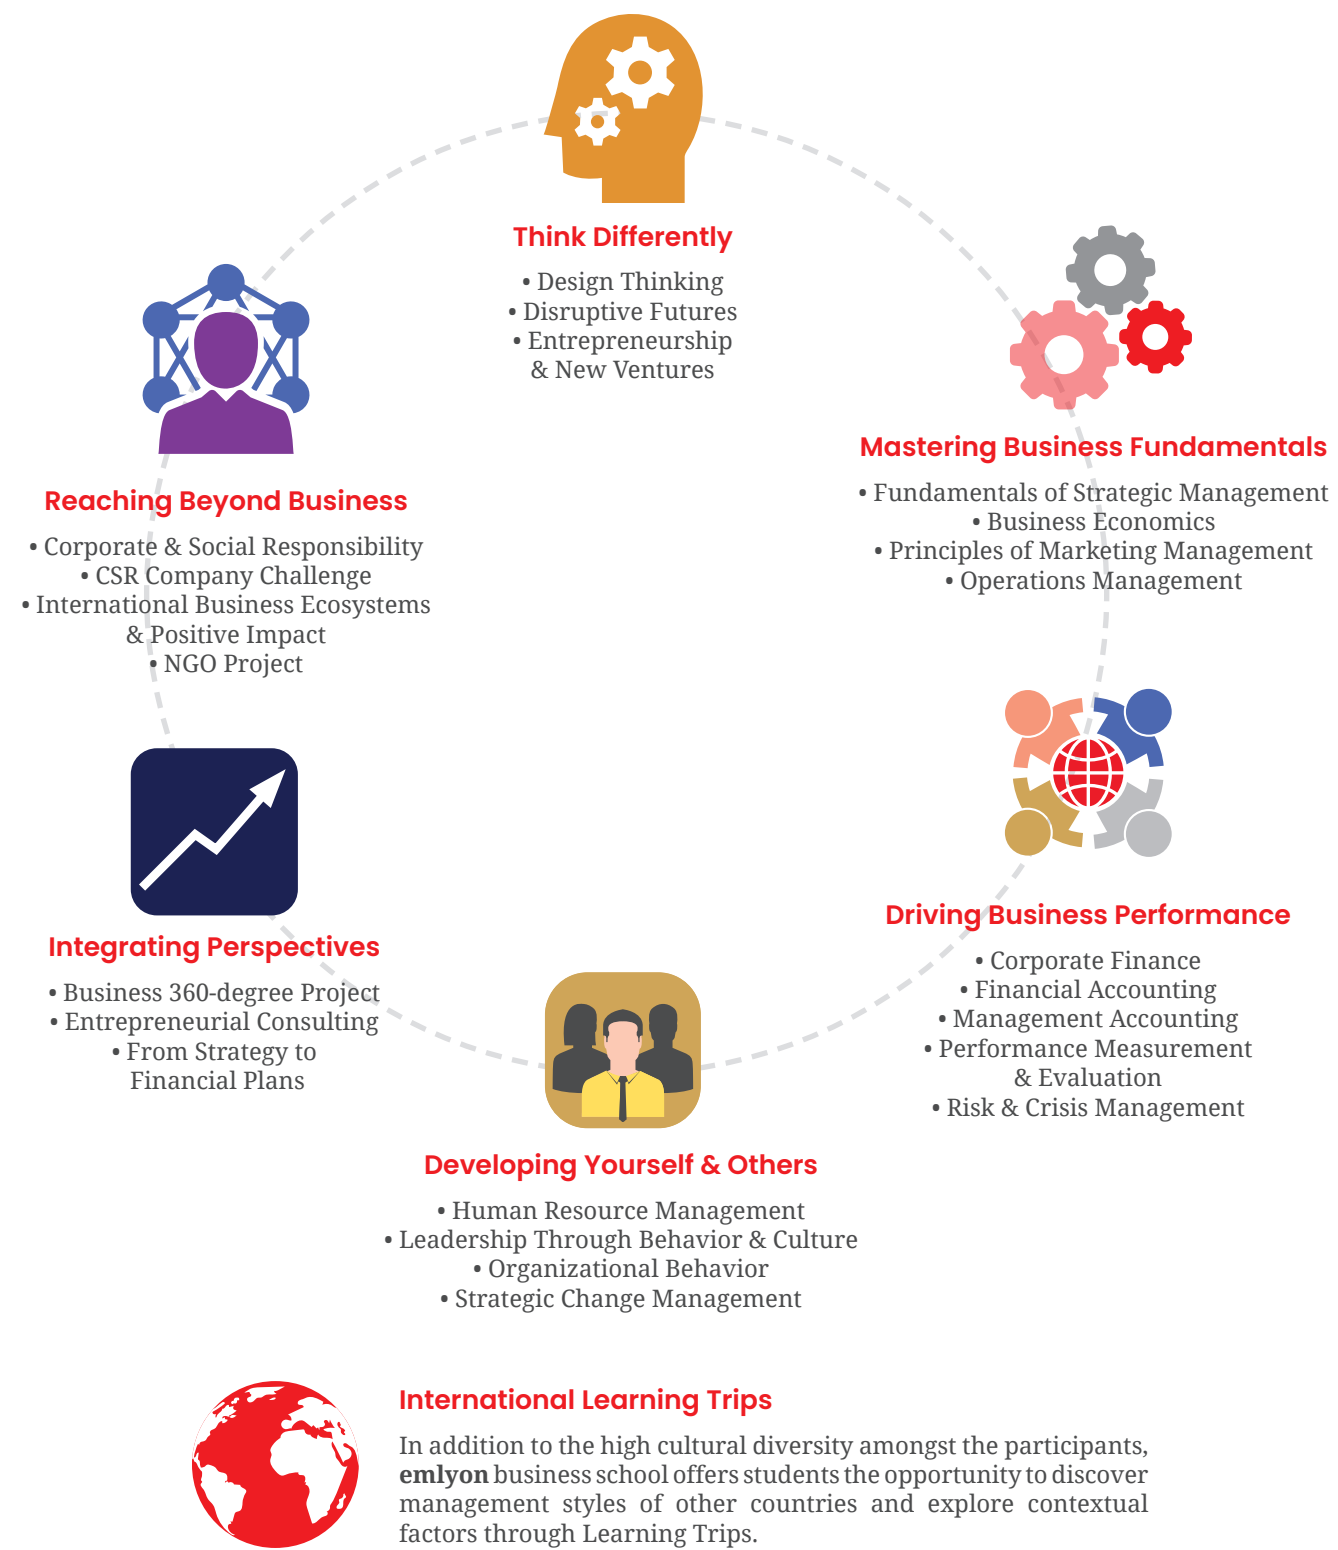 Think Differently
• Design Thinking
• Disruptive Futures
• Entrepreneurship
& New Ventures
Mastering Business Fundamentals
• Fundamentals of Strategic Management
• Business Economics
• Principles of Marketing Management
• Operations Management
Reaching Beyond Business
• Corporate & Social Responsibility
• CSR Company Challenge
• International Business Ecosystems
& Positive Impact
• NGO Project
Driving Business Performance
• Corporate Finance
• Financial Accounting
• Management Accounting
• Performance Measurement
& Evaluation
• Risk & Crisis Management
Integrating Perspectives
• Business 360-degree Project
• Entrepreneurial Consulting
• From Strategy to
Financial Plans
Developing Yourself & Others
• Human Resource Management
• Leadership Through Behavior & Culture
• Organizational Behavior
• Strategic Change Management
International Learning Trips
In addition to the high cultural diversity amongst the participants,
emlyon business school offers students the opportunity to discover
management styles of other countries and explore contextual
factors through Learning Trips.